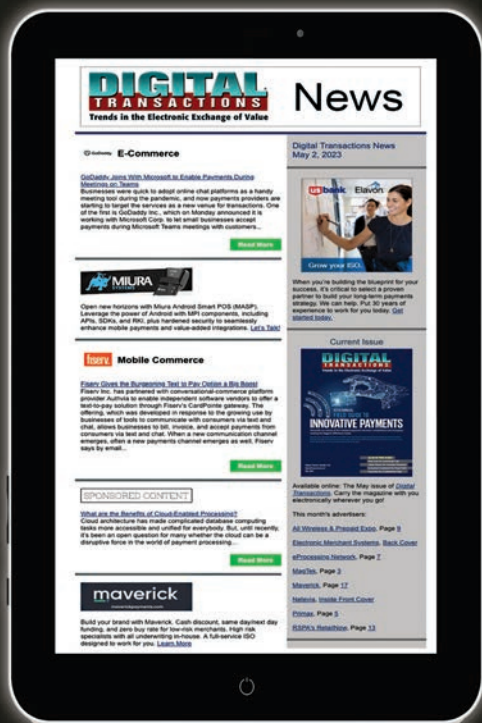 DIGITAL
TRANSACTIONS
Trends in the Electronic Exchange of Value
News
GoDaddy
E-Commerce
GoDaddy Joins With Microsoft to Enable Payments During
Meetings on Teams
Businesses were quick to adopt online chat platforms as a handy
meeting tool during the pandemic, and now payments providers are
starting to target the services as a new venue for transactions. One
of the first is GoDaddy Inc., which on Monday announced it is
working with Microsoft Corp. to let small businesses accept
payments during Microsoft Teams meetings with customers...
Read More
MIURA
SYSTEMS
Open new horizons with Miura Android Smart POS (MASP).
Leverage the power of Android with MPI components, including
APIs, SDKs, and RKI, plus hardened security to seamlessly
enhance mobile payments and value-added integrations. Let's Talk!
fiserv.
Mobile Commerce
Fiserv Gives the Burgeoning Text to Pay Option a Big Boost
Fiserv Inc. has partnered with conversational-commerce platform
provider Authvia to enable independent software vendors to offer a
text-to-pay solution through Fiserv's CardPointe gateway. The
offering, which was developed in response to the growing use by
businesses of tools to communicate with consumers via text and
chat, allows businesses to bill, invoice, and accept payments from
consumers via text and chat. When a new communication channel
emerges, often a new payments channel emerges as well, Fiserv
says by email...
SPONSORED CONTENT
What are the Benefits of Cloud-Enabled Processing?
Cloud architecture has made complicated database computing
tasks more accessible and unified for everybody. But, until recently,
it's been an open question for many whether the cloud can be a
disruptive force in the world of payment processing...
Read More
maverick
maverickpayments.com
Build your brand with Maverick. Cash discount, same day/next day
funding, and zero buy rate for low-risk merchants. High risk
specialists with all underwriting in-house. A full-service ISO
designed to work for you. Learn More
Digital Transactions News
May 2, 2023
us bank
Elavon
Grow your ISO.
When you're building the blueprint for your
success, it's critical to select a proven
partner to build your long-term payments
strategy. We can help. Put 30 years of
experience to work for you today. Get
started today.
Current Issue
DIGITAL
TRANSACTIONS
Trends in the Electronic Exchange of Value
INNOVATIVE PAYMENTS
Available online: The May issue of Digital
Transactions. Carry the magazine with you
electronically wherever you go!
This month's advertisers:
All Wireless & Prepaid Expo, Page 9
Electronic Merchant Systems, Back Cover
eProcessing Network, Page 7
MagTek, Page 3
Maverick, Page 17
Netevia, Inside Front Cover
Primax, Page 5
RSPA's RetailNow, Page 13